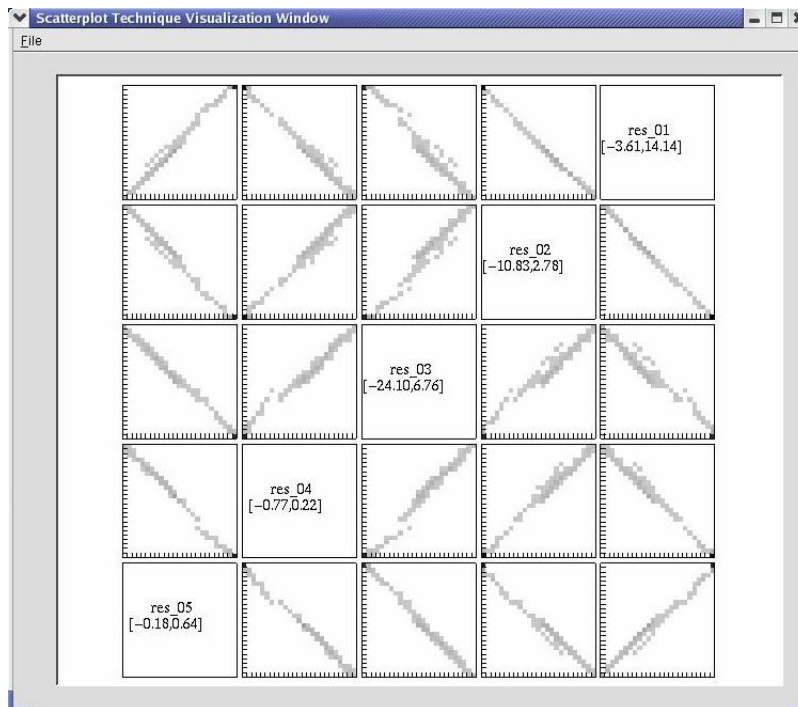 Scatterplot Technique Visualization Window
File
res_01
[-3.61,14.14]
res_02
[-10.83,2.78]
res_03
[-24.10,6.76]
res_04
[-0.77,0.22]
res_05
[-0.18,0.64]